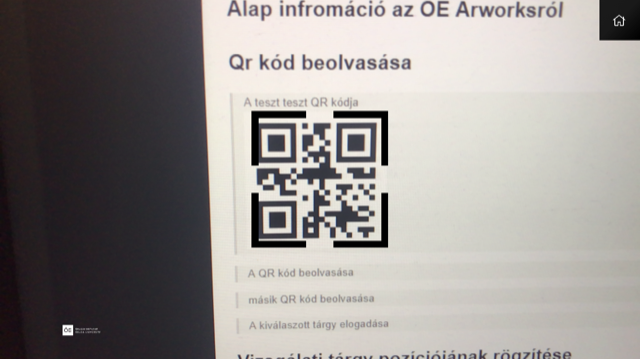 Alap infromáció az OE Arworksról
Qr kód beolvasása
A teszt teszt QR kódja
A QR kód beolvasása
másik QR kód beolvasása
A kiválaszott tárgy elogadása
Vizsgálati tárgy pozíciójának rögzítése
ÓE